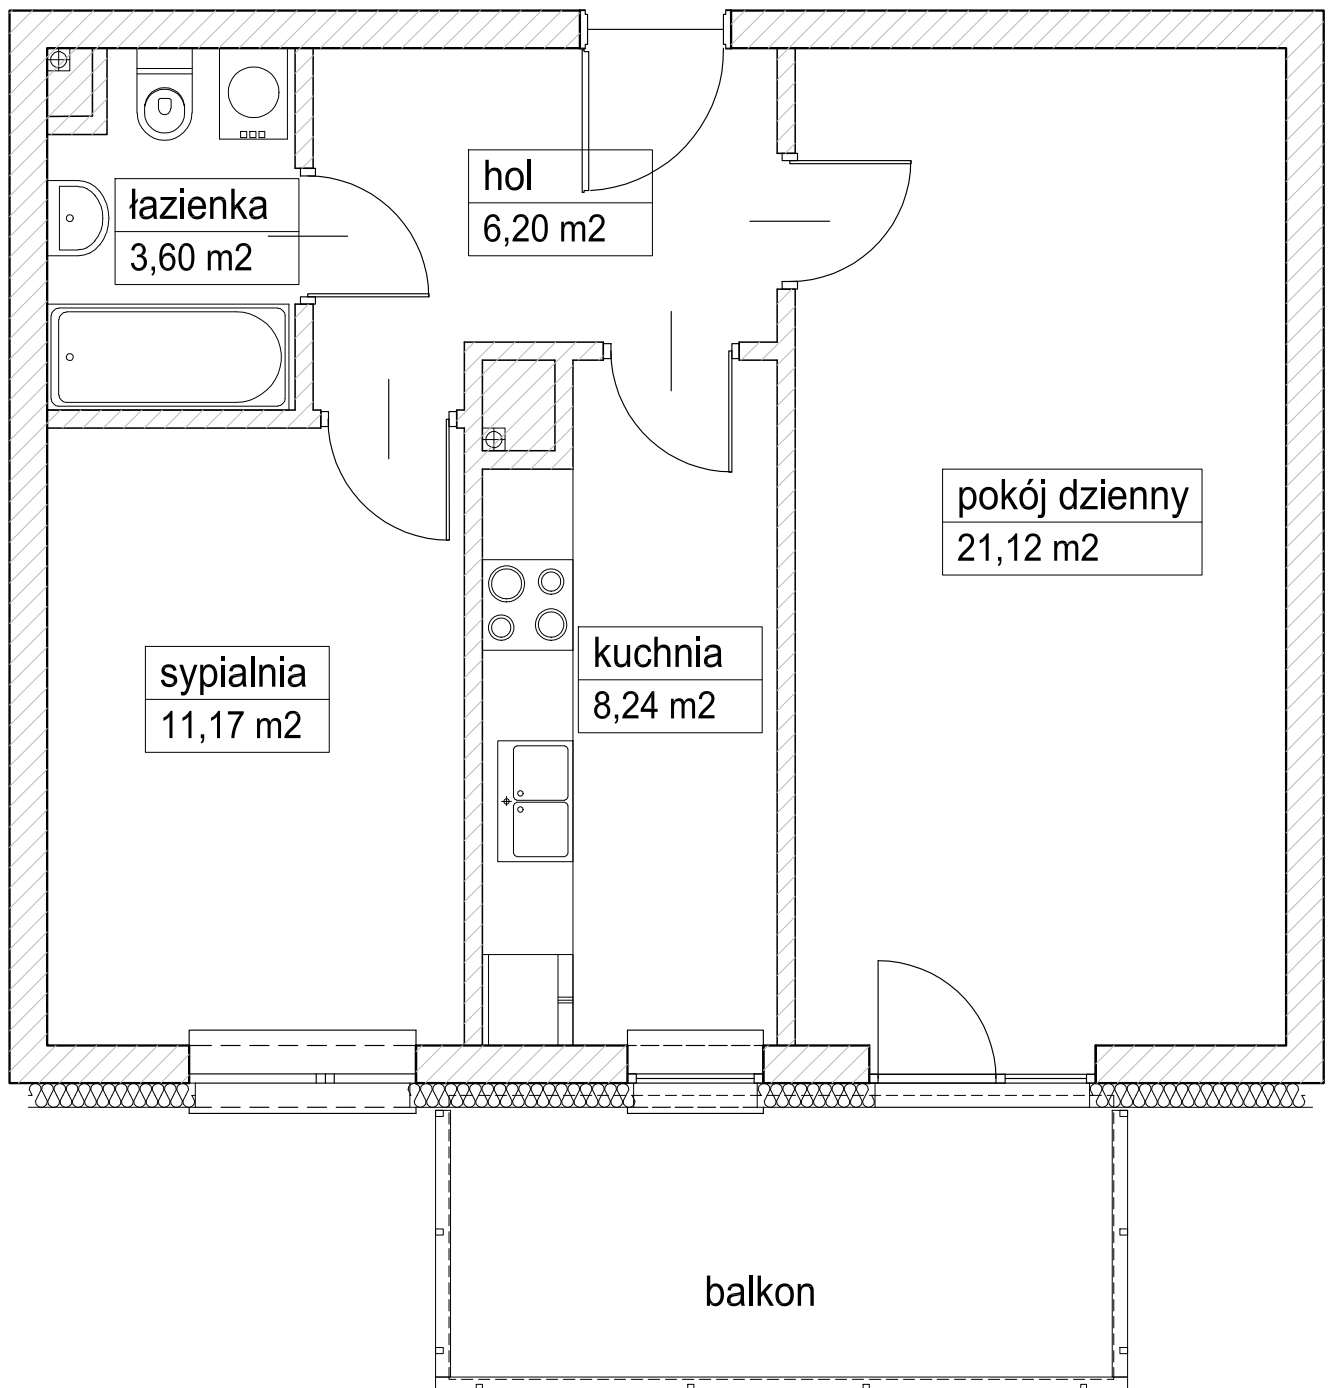 łazienka
3,60 m2
hol
6,20 m2
pokój dzienny
21,12 m2
kuchnia
8,24 m2
sypialnia
11,17 m2
balkon